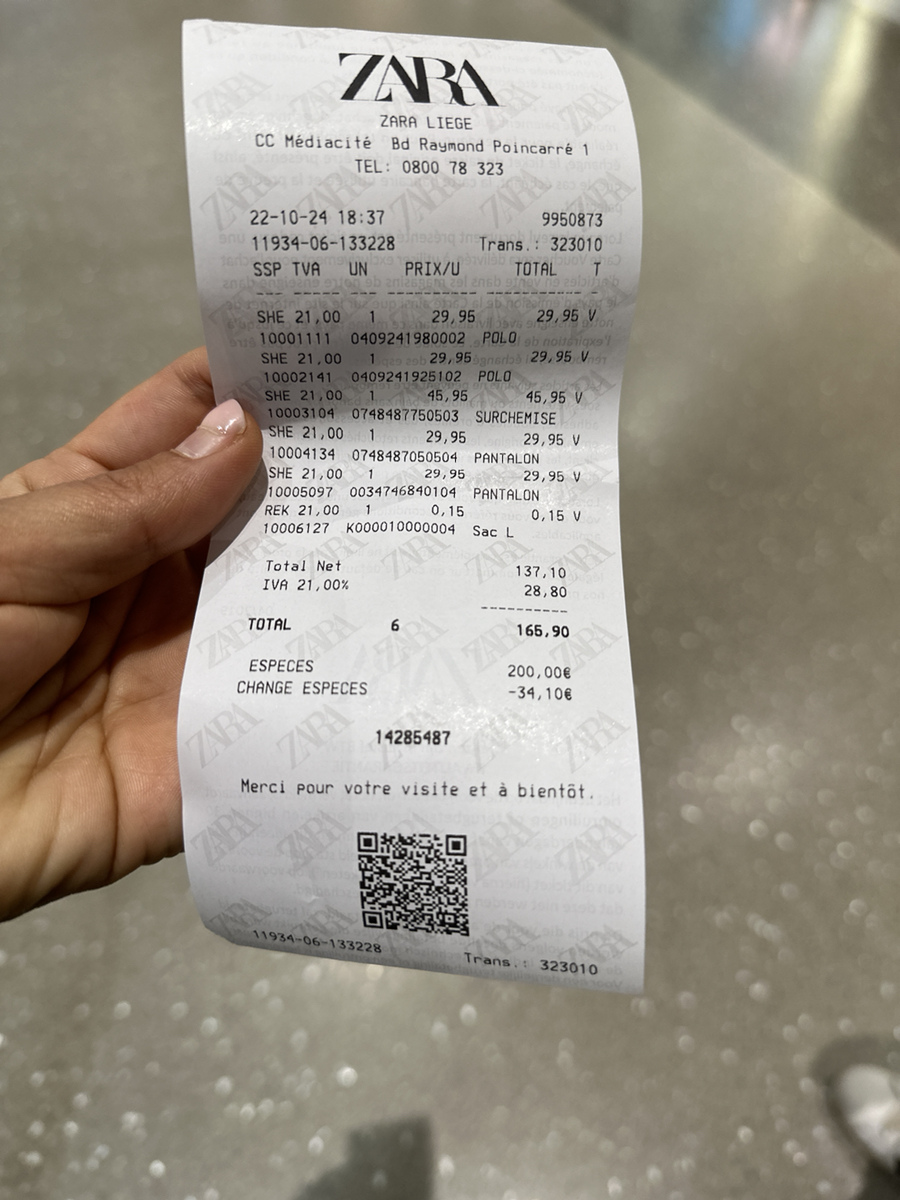 ZARA
ZARA LIEGE
CC Médiacité Bd Raymond Poincarré 1
TEL: 0800 78 323
22-10-24 18:37 9950873
11934-06-133228 Trans.: 323010
SSP TVA UN PRIX/U TOTAL T
--- ----- ---- ---------- ----------- --
SHE 21,00 1 29,95 29,95 V
10001111 0409241980002 POLO
SHE 21,00 1 29,95 29,95 V
10002141 0409241925102 POLO
SHE 21,00 1 45,95 45,95 V
10003104 0748487750503 SURCHEMISE
SHE 21,00 1 29,95 29,95 V
10004134 0748487050504 PANTALON
SHE 21,00 1 29,95 29,95 V
10005097 0034746840104 PANTALON
REK 21,00 1 0,15 0,15 V
10006127 K000010000004 Sac L
Total Net 137,10
IVA 21,00% 28,80
----------
TOTAL 6 165,90
ESPECES 200,00€
CHANGE ESPECES -34,10€
14285487
Merci pour votre visite et à bientôt.
11934-06-133228 Trans.: 323010